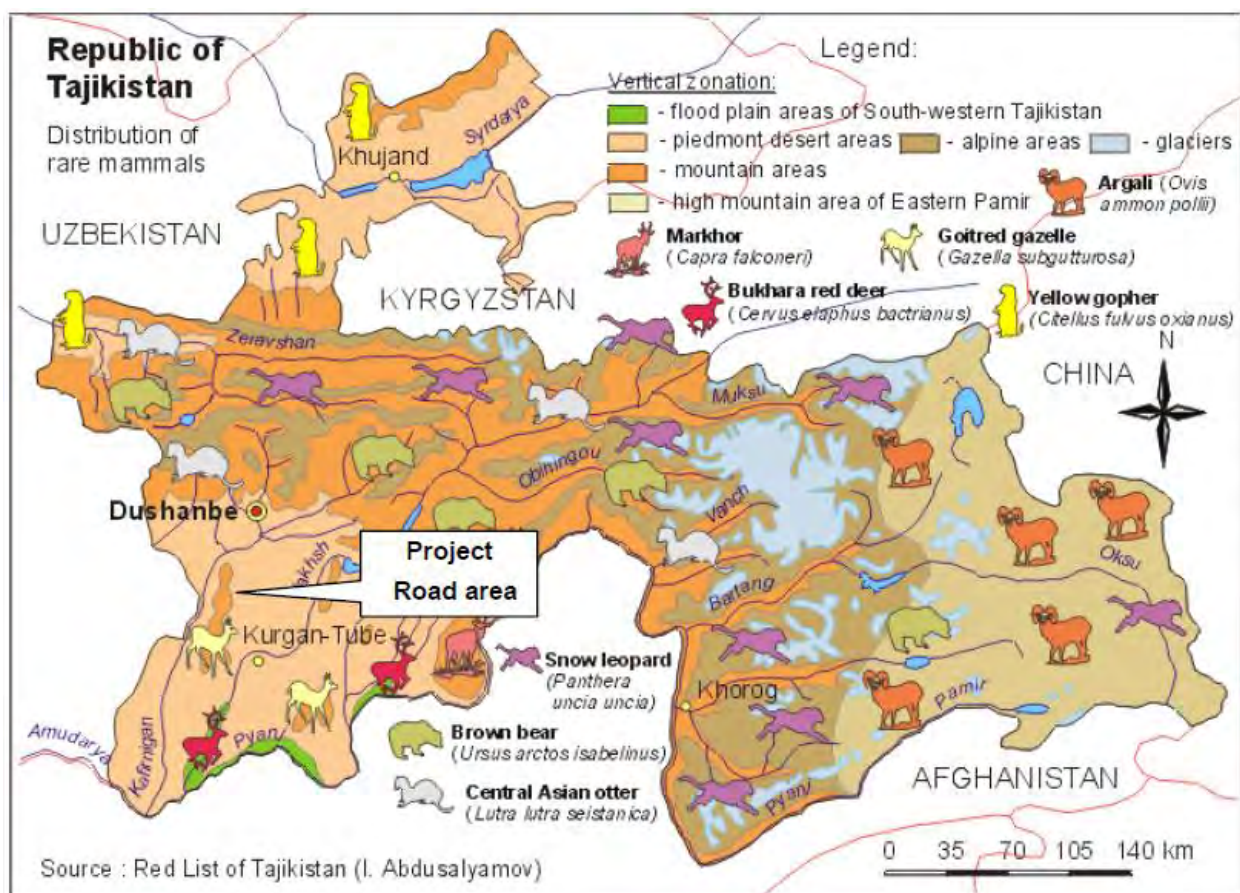 Republic of
Tajikistan
Distribution of
rare mammals
Legend:
Vertical zonation:
- flood plain areas of South-western Tajikistan
- piedmont desert areas - alpine areas - glaciers
- mountain areas
- high mountain area of Eastern Pamir
Argali (Ovis
ammon pollii)
Markhor
(Capra falconeri)
Goitred gazelle
(Gazella subgutturosa)
Bukhara red deer
(Cervus elaphus bactrianus)
Yellow gopher
(Citellus fulvus oxianus)
Khujand
Syrdarya
UZBEKISTAN
KYRGYZSTAN
CHINA
N
Zeravshan
Muksu
Obihingou
Vanch
Dushanbe
akhsh
Project
Road area
Bartang
Oksu
Kurgan-Tube
Snow leopard
(Panthera
uncia uncia)
Khorog
Pamir
Brown bear
(Ursus arctos isabelinus)
Central Asian otter
(Lutra lutra seistanica)
Amudarya
Kafirnigan
Pyanj
Pyanj
AFGHANISTAN
0 35 70 105 140 km
Source : Red List of Tajikistan (I. Abdusalyamov)